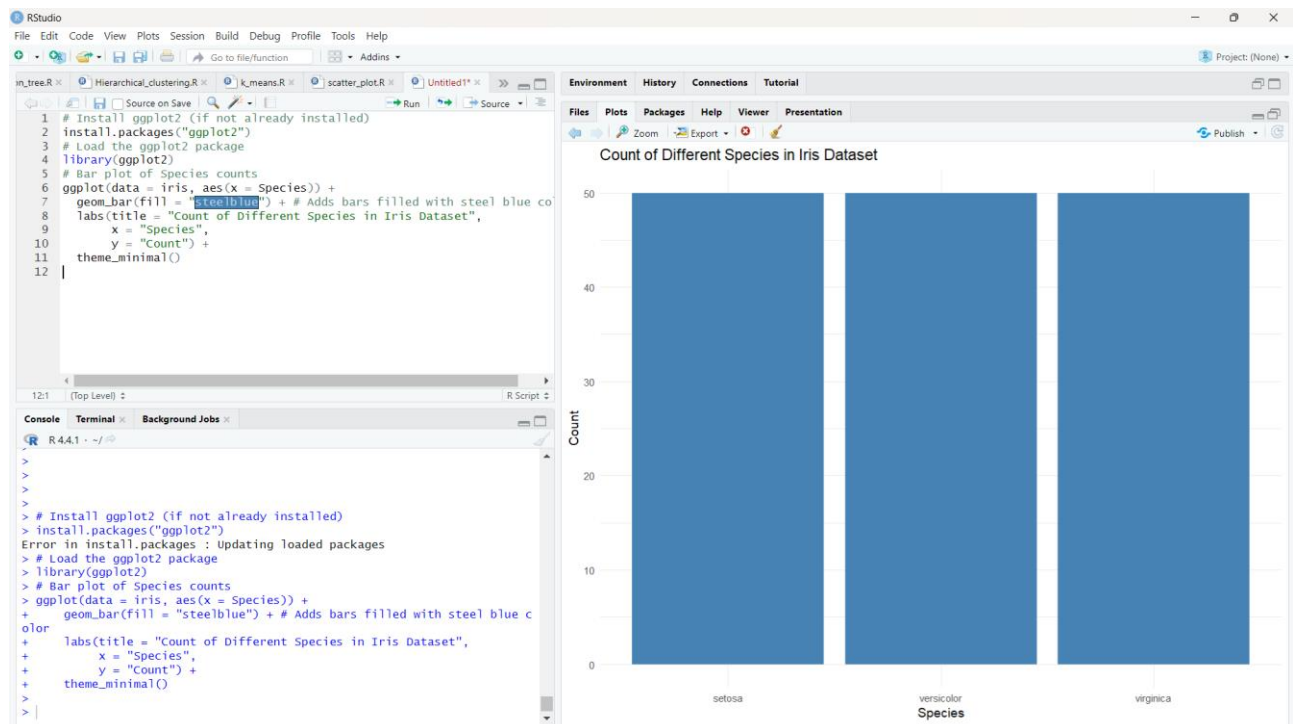 RStudio
File Edit Code View Plots Session Build Debug Profile Tools Help
Go to file/function Addins Project: (None)
on_tree.R Hierarchical_clustering.R k_means.R scatter_plot.R Untitled1*
Source on Save Run Source
1 # Install ggplot2 (if not already installed)
2 install.packages("ggplot2")
3 # Load the ggplot2 package
4 library(ggplot2)
5 # Bar plot of Species counts
6 ggplot(data = iris, aes(x = Species)) +
7   geom_bar(fill = "steelblue") + # Adds bars filled with steel blue co
8   labs(title = "Count of Different Species in Iris Dataset",
9        x = "Species",
10        y = "Count") +
11   theme_minimal()
12
12:1 (Top Level) R Script
Console Terminal Background Jobs
R 4.4.1 · ~/
>
>
>
>
>
> # Install ggplot2 (if not already installed)
> install.packages("ggplot2")
Error in install.packages : Updating loaded packages
> # Load the ggplot2 package
> library(ggplot2)
> # Bar plot of Species counts
> ggplot(data = iris, aes(x = Species)) +
+     geom_bar(fill = "steelblue") + # Adds bars filled with steel blue c
olor
+     labs(title = "Count of Different Species in Iris Dataset",
+          x = "Species",
+          y = "Count") +
+     theme_minimal()
>
>
Environment History Connections Tutorial
Files Plots Packages Help Viewer Presentation
Zoom Export Publish
Count of Different Species in Iris Dataset
50
40
30
20
10
0
Count
setosa versicolor virginica
Species